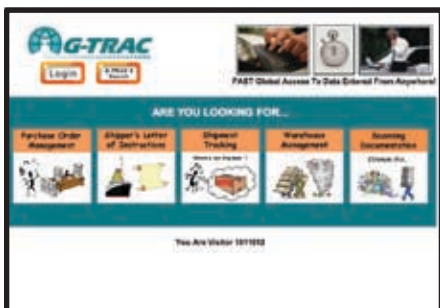 G-TRAC
Login
FAST Global Access To Data Entered From Anywhere!
ARE YOU LOOKING FOR...
Purchase Order
Management
Shipper's Letter
of Instructions
Shipment
Tracking
Warehouse
Management
Scanning
Documentation
You Are Visitor